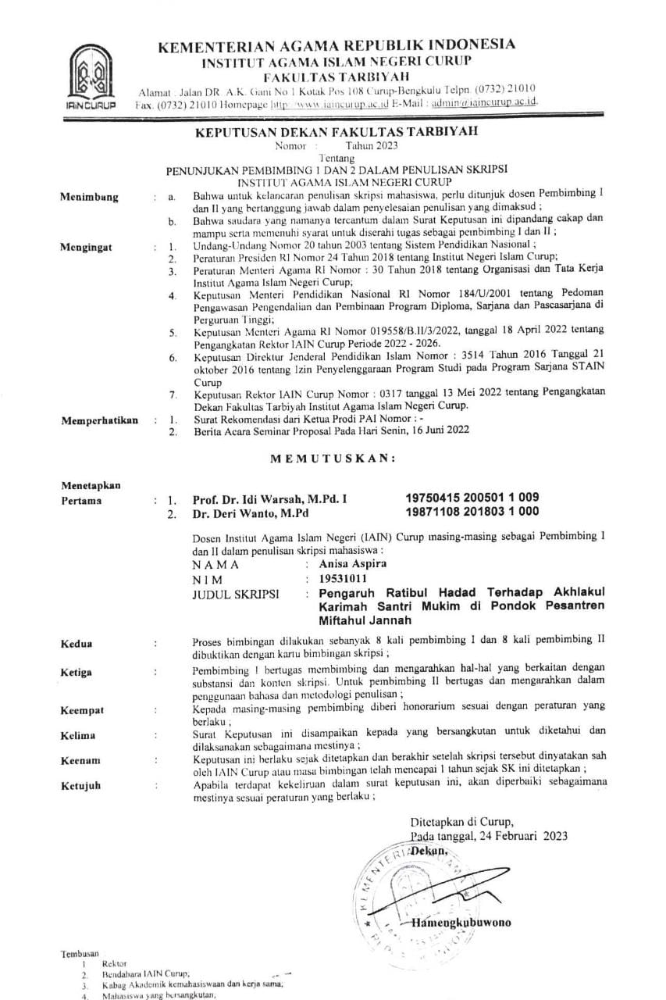 KEMENTERIAN AGAMA REPUBLIK INDONESIA
INSTITUT AGAMA ISLAM NEGERI CURUP
FAKULTAS TARBIYAH
Alamat : Jalan DR. A.K. Gani No 1 Kotak Pos 108 Curup-Bengkulu Telpn. (0732) 21010
IAIN CURUP Fax. (0732) 21010 Homepage http://www.iaincurup.ac.id E-Mail : admin@iaincurup.ac.id.
KEPUTUSAN DEKAN FAKULTAS TARBIYAH
Nomor : Tahun 2023
Tentang
PENUNJUKAN PEMBIMBING 1 DAN 2 DALAM PENULISAN SKRIPSI
INSTITUT AGAMA ISLAM NEGERI CURUP
Menimbang : a. Bahwa untuk kelancaran penulisan skripsi mahasiswa, perlu ditunjuk dosen Pembimbing I
dan II yang bertanggung jawab dalam penyelesaian penulisan yang dimaksud ;
b. Bahwa saudara yang namanya tercantum dalam Surat Keputusan ini dipandang cakap dan
mampu serta memenuhi syarat untuk diserahi tugas sebagai pembimbing I dan II ;
Mengingat : 1. Undang-Undang Nomor 20 tahun 2003 tentang Sistem Pendidikan Nasional ;
2. Peraturan Presiden RI Nomor 24 Tahun 2018 tentang Institut Negeri Islam Curup;
3. Peraturan Menteri Agama RI Nomor : 30 Tahun 2018 tentang Organisasi dan Tata Kerja
Institut Agama Islam Negeri Curup;
4. Keputusan Menteri Pendidikan Nasional RI Nomor 184/U/2001 tentang Pedoman
Pengawasan Pengendalian dan Pembinaan Program Diploma, Sarjana dan Pascasarjana di
Perguruan Tinggi;
5. Keputusan Menteri Agama RI Nomor 019558/B.II/3/2022, tanggal 18 April 2022 tentang
Pengangkatan Rektor IAIN Curup Periode 2022 - 2026.
6. Keputusan Direktur Jenderal Pendidikan Islam Nomor : 3514 Tahun 2016 Tanggal 21
oktober 2016 tentang Izin Penyelenggaraan Program Studi pada Program Sarjana STAIN
Curup
7. Keputusan Rektor IAIN Curup Nomor : 0317 tanggal 13 Mei 2022 tentang Pengangkatan
Dekan Fakultas Tarbiyah Institut Agama Islam Negeri Curup.
Memperhatikan : 1. Surat Rekomendasi dari Ketua Prodi PAI Nomor : -
2. Berita Acara Seminar Proposal Pada Hari Senin, 16 Juni 2022
MEMUTUSKAN:
Menetapkan
Pertama : 1. Prof. Dr. Idi Warsah, M.Pd. I 19750415 200501 1 009
2. Dr. Deri Wanto, M.Pd 19871108 201803 1 000
Dosen Institut Agama Islam Negeri (IAIN) Curup masing-masing sebagai Pembimbing I
dan II dalam penulisan skripsi mahasiswa :
N A M A : Anisa Aspira
N I M : 19531011
JUDUL SKRIPSI : Pengaruh Ratibul Hadad Terhadap Akhlakul
Karimah Santri Mukim di Pondok Pesantren
Miftahul Jannah
Kedua : Proses bimbingan dilakukan sebanyak 8 kali pembimbing I dan 8 kali pembimbing II
dibuktikan dengan kartu bimbingan skripsi ;
Ketiga : Pembimbing I bertugas membimbing dan mengarahkan hal-hal yang berkaitan dengan
substansi dan konten skripsi. Untuk pembimbing II bertugas dan mengarahkan dalam
penggunaan bahasa dan metodologi penulisan ;
Keempat : Kepada masing-masing pembimbing diberi honorarium sesuai dengan peraturan yang
berlaku ;
Kelima : Surat Keputusan ini disampaikan kepada yang bersangkutan untuk diketahui dan
dilaksanakan sebagaimana mestinya ;
Keenam : Keputusan ini berlaku sejak ditetapkan dan berakhir setelah skripsi tersebut dinyatakan sah
oleh IAIN Curup atau masa bimbingan telah mencapai 1 tahun sejak SK ini ditetapkan ;
Ketujuh : Apabila terdapat kekeliruan dalam surat keputusan ini, akan diperbaiki sebagaimana
mestinya sesuai peraturan yang berlaku ;
Ditetapkan di Curup,
Pada tanggal, 24 Februari 2023
Dekan,
KEMENTERIAN AGAMA
Hamengkubuwono
Tembusan
1 Rektor
2. Bendahara IAIN Curup;
3. Kabag Akademik kemahasiswaan dan kerja sama;
4. Mahasiswa yang bersangkutan,